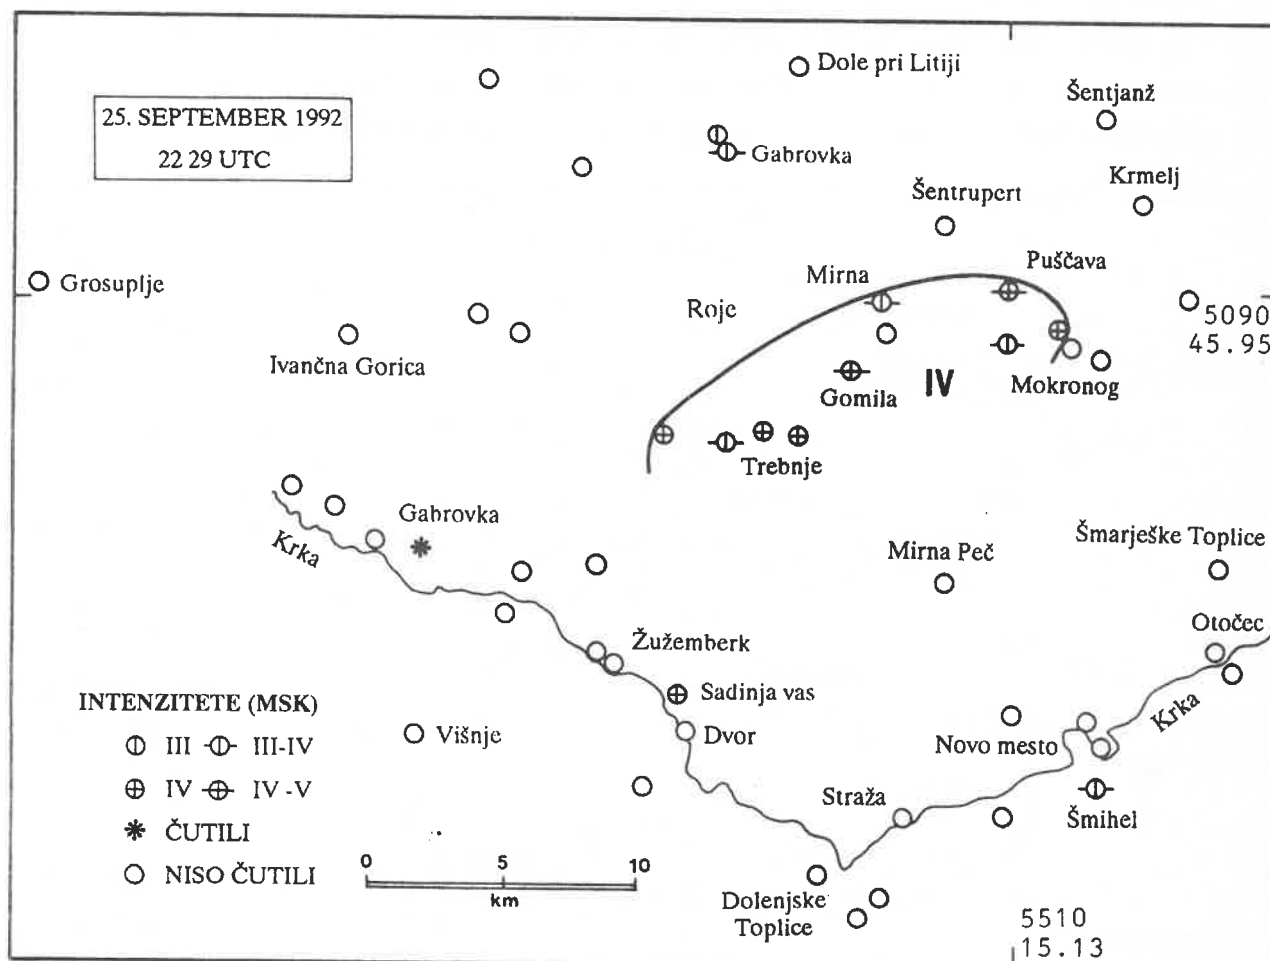 Dole pri Litiji
Šentjanž
25. SEPTEMBER 1992
22 29 UTC
Gabrovka
Krmelj
Šentrupert
Puščava
Mirna
Grosuplje
Roje
5090
45.95
Ivančna Gorica
IV
Mokronog
Gomila
Trebnje
Gabrovka
Krka
Mirna Peč
Šmarješke Toplice
Otočec
Žužemberk
Sadinja vas
Krka
INTENZITETE (MSK)
III III-IV
Višnje
Dvor
Novo mesto
IV IV-V
Straža
Šmihel
ČUTILI
NISO ČUTILI
0 5 10
km
Dolenjske
Toplice
5510
15.13